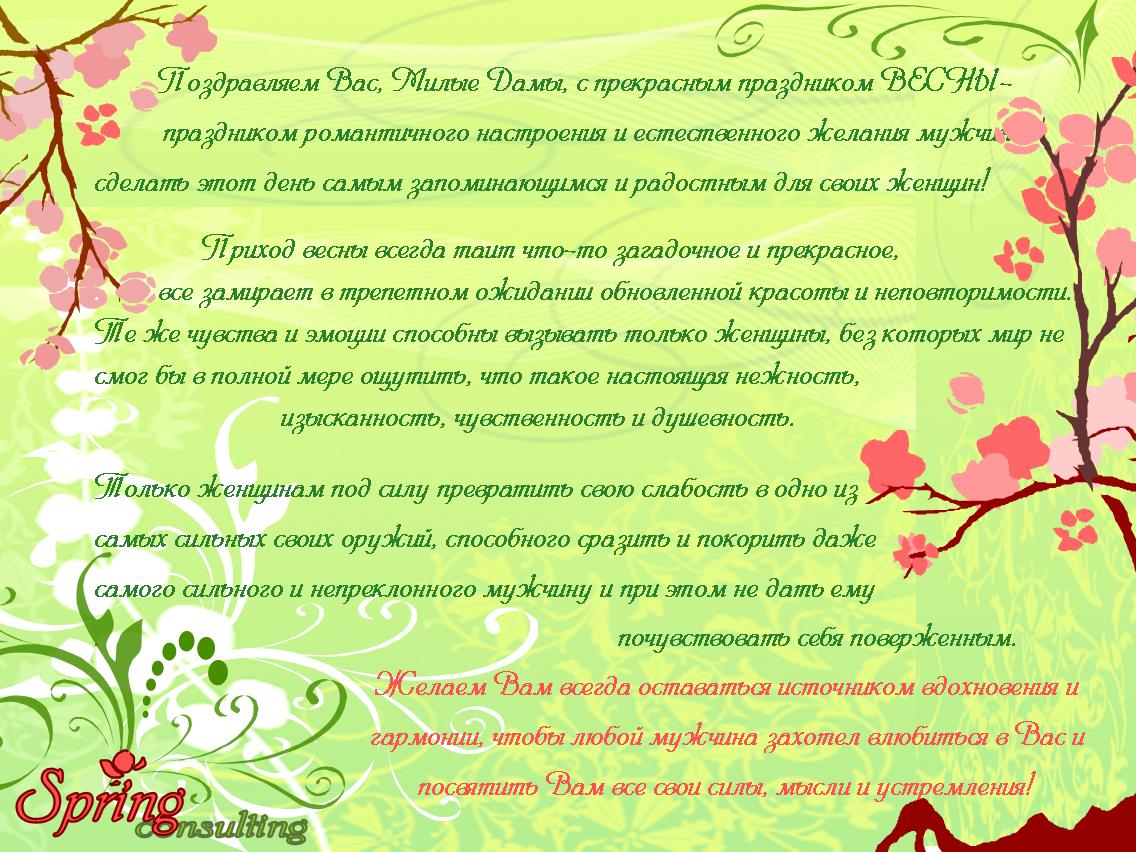 Поздравляем Вас, Милые Дамы, с прекрасным праздником ВЕСНЫ-
праздником романтичного настроения и естественного желания
сделать этот день самым запоминающимся и радостным для своих женщин!
Приход весны всегда таит что-то загадочное и прекрасное,
все замирает в трепетном ожидании обновленной красоты и неповторимости.
Те же чувства и эмоции способны вызывать только женщины, без которых мир не
смог бы в полной мере ощутить, что такое настоящая нежность,
изысканность, чувственность и душевность.
Только женщинам под силу превратить свою слабость в одно из
самых сильных своих оружий, способного сразить и покорить даже
самого сильного и непреклонного мужчину и при этом не дать ему
почувствовать себя поверженным.
Желаем Вам всегда оставаться источником вдохновения и
гармонии, чтобы любой мужчина захотел влюбиться в Вас и
посвятить Вам все свои силы, мысли и устремления!
Spring
consulting